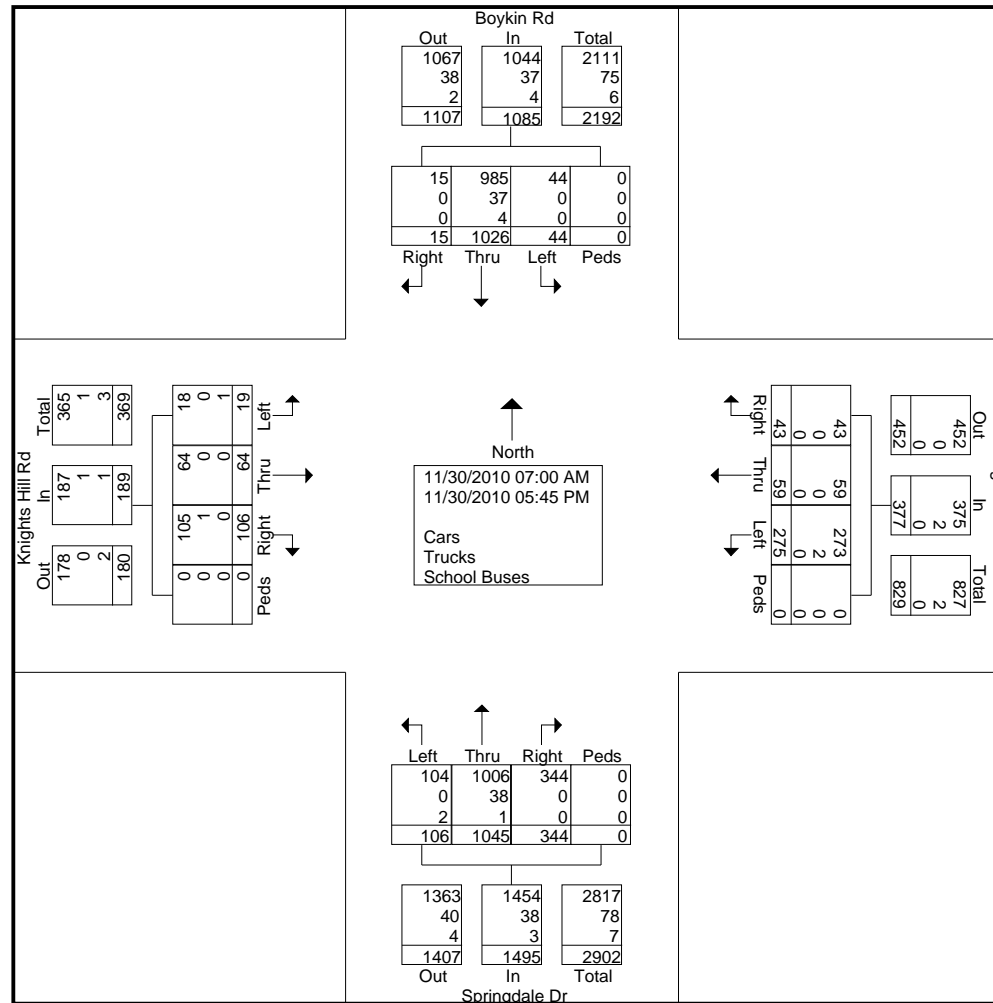 Boykin Rd
Out In Total
1067 1044 2111
38 37 75
2 4 6
1107 1085 2192
15 985 44 0
0 37 0 0
0 4 0 0
15 1026 44 0
Right Thru Left Peds
Knights Hill Rd
Total In Out
365 187 178
1 1 0
3 1 2
369 189 180
18 64 105 0
0 0 1 0
1 0 0 0
19 64 106 0
Left Thru Right Peds
North
11/30/2010 07:00 AM
11/30/2010 05:45 PM
Cars
Trucks
School Buses
Right Thru Left Peds
43 59 273 0
0 0 2 0
0 0 0 0
43 59 275 0
Out In Total
452 375 827
0 2 2
0 0 0
452 377 829
Left Thru Right Peds
104 1006 344 0
0 38 0 0
2 1 0 0
106 1045 344 0
1363 1454 2817
40 38 78
4 3 7
1407 1495 2902
Out In Total
Springdale Dr